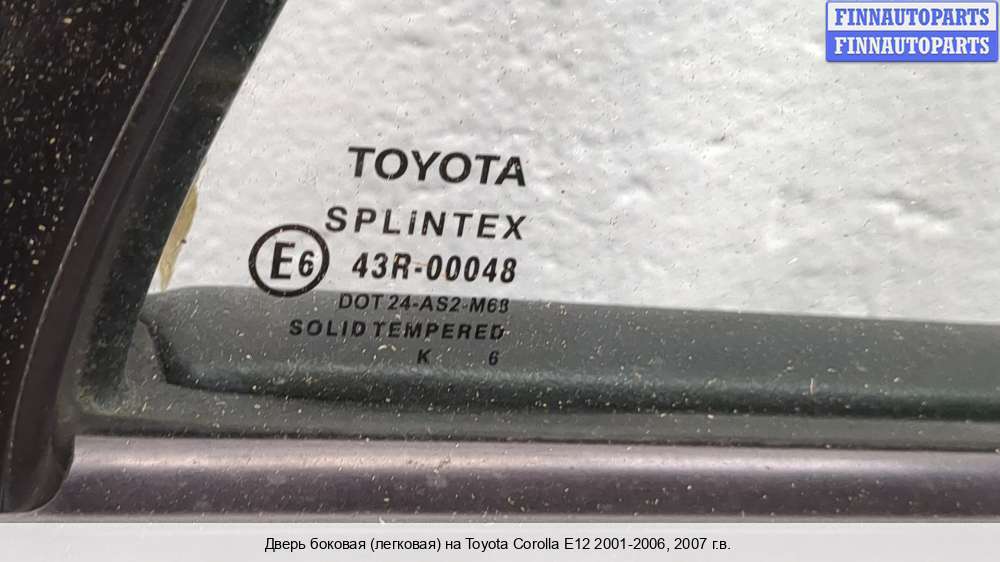 FINNAUTOPARTS
FINNAUTOPARTS
TOYOTA
SPLINTEX
E6 43R-00048
DOT 24-AS2-M68
SOLID TEMPERED
K 6
Дверь боковая (легковая) на Toyota Corolla E12 2001-2006, 2007 г.в.